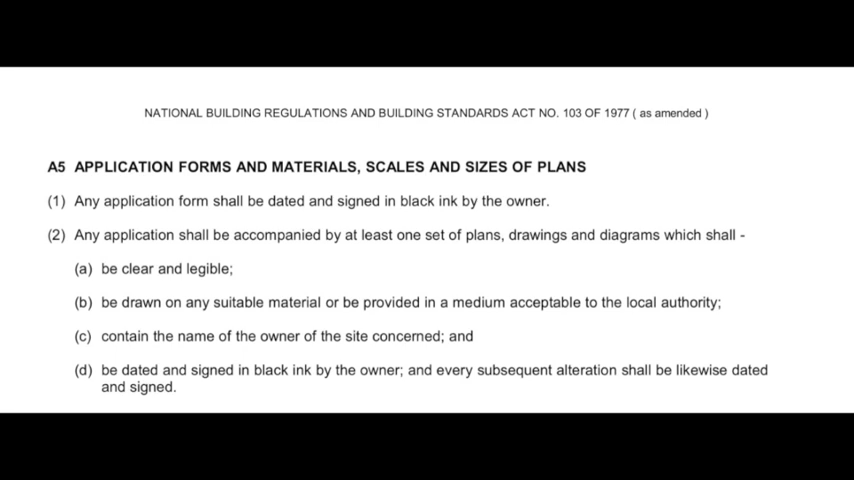 NATIONAL BUILDING REGULATIONS AND BUILDING STANDARDS ACT NO. 103 OF 1977 ( as amended )
A5 APPLICATION FORMS AND MATERIALS, SCALES AND SIZES OF PLANS
(1) Any application form shall be dated and signed in black ink by the owner.
(2) Any application shall be accompanied by at least one set of plans, drawings and diagrams which shall -
(a) be clear and legible;
(b) be drawn on any suitable material or be provided in a medium acceptable to the local authority;
(c) contain the name of the owner of the site concerned; and
(d) be dated and signed in black ink by the owner; and every subsequent alteration shall be likewise dated
and signed.